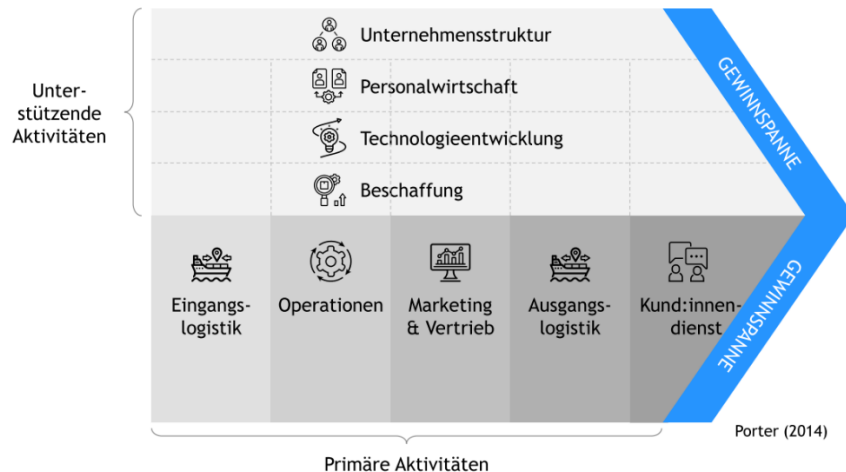 Unternehmensstruktur
Personalwirtschaft
Technologieentwicklung
Beschaffung
Unter-
stützende
Aktivitäten
GEWINNSPANNE
GEWINNSPANNE
Eingangs-
logistik
Operationen
Marketing
& Vertrieb
Ausgangs-
logistik
Kund:innen-
dienst
Porter (2014)
Primäre Aktivitäten